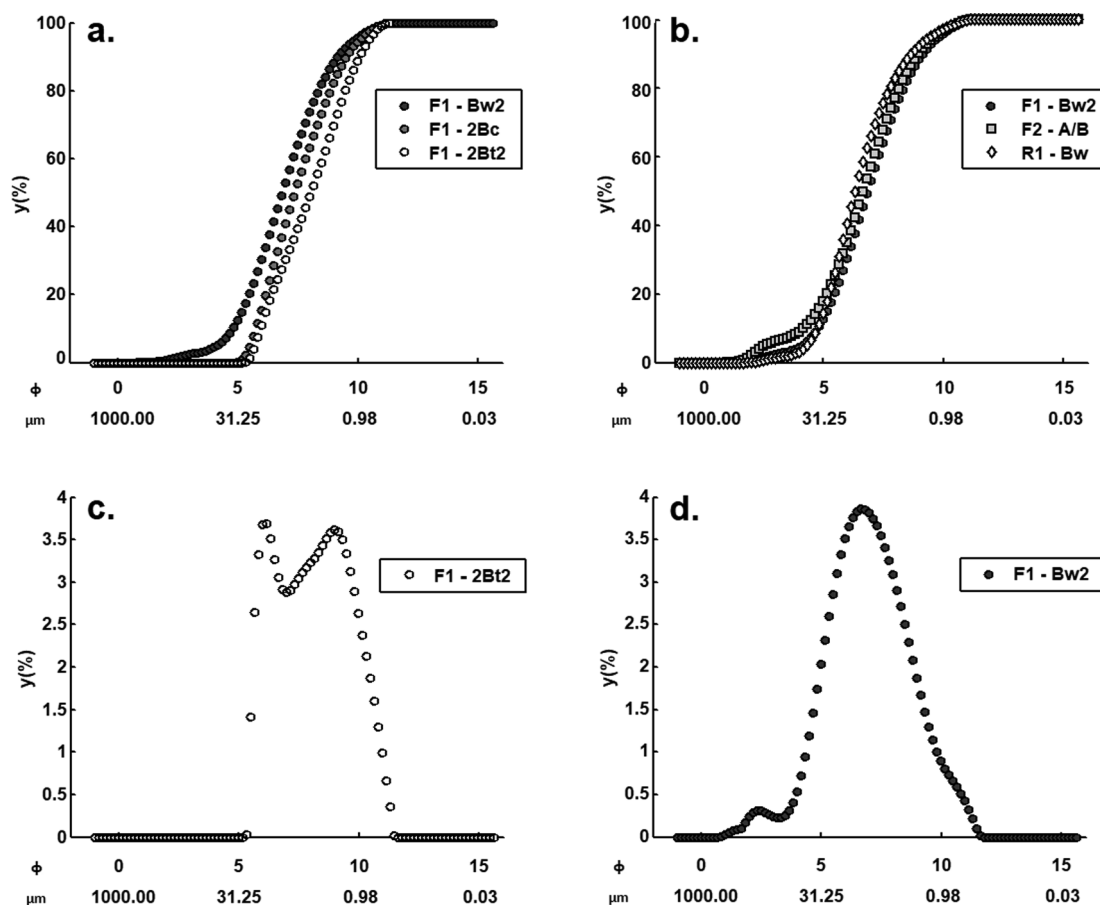 a.
100
80
60
40
20
0
y(%)
F1 - Bw2
F1 - 2Bc
F1 - 2Bt2
ϕ 0 5 10 15
μm 1000.00 31.25 0.98 0.03
b.
100
80
60
40
20
0
y(%)
F1 - Bw2
F2 - A/B
R1 - Bw
ϕ 0 5 10 15
μm 1000.00 31.25 0.98 0.03
c.
4
3.5
3
2.5
2
1.5
1
0.5
0
y(%)
F1 - 2Bt2
ϕ 0 5 10 15
μm 1000.00 31.25 0.98 0.03
d.
4
3.5
3
2.5
2
1.5
1
0.5
0
y(%)
F1 - Bw2
ϕ 0 5 10 15
μm 1000.00 31.25 0.98 0.03